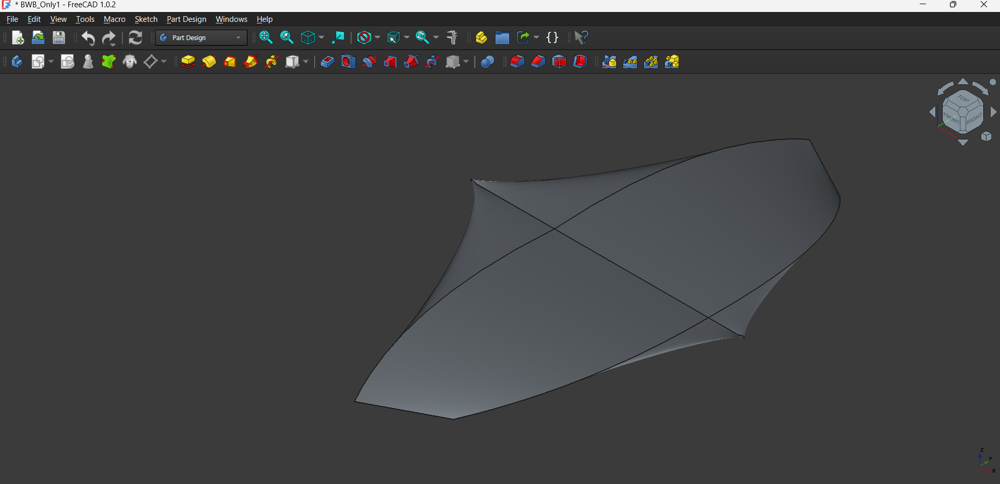 * BWB_Only1 - FreeCAD 1.0.2
File Edit View Tools Macro Sketch Part Design Windows Help
Part Design
TOP
FRONT RIGHT
Z
Y
X